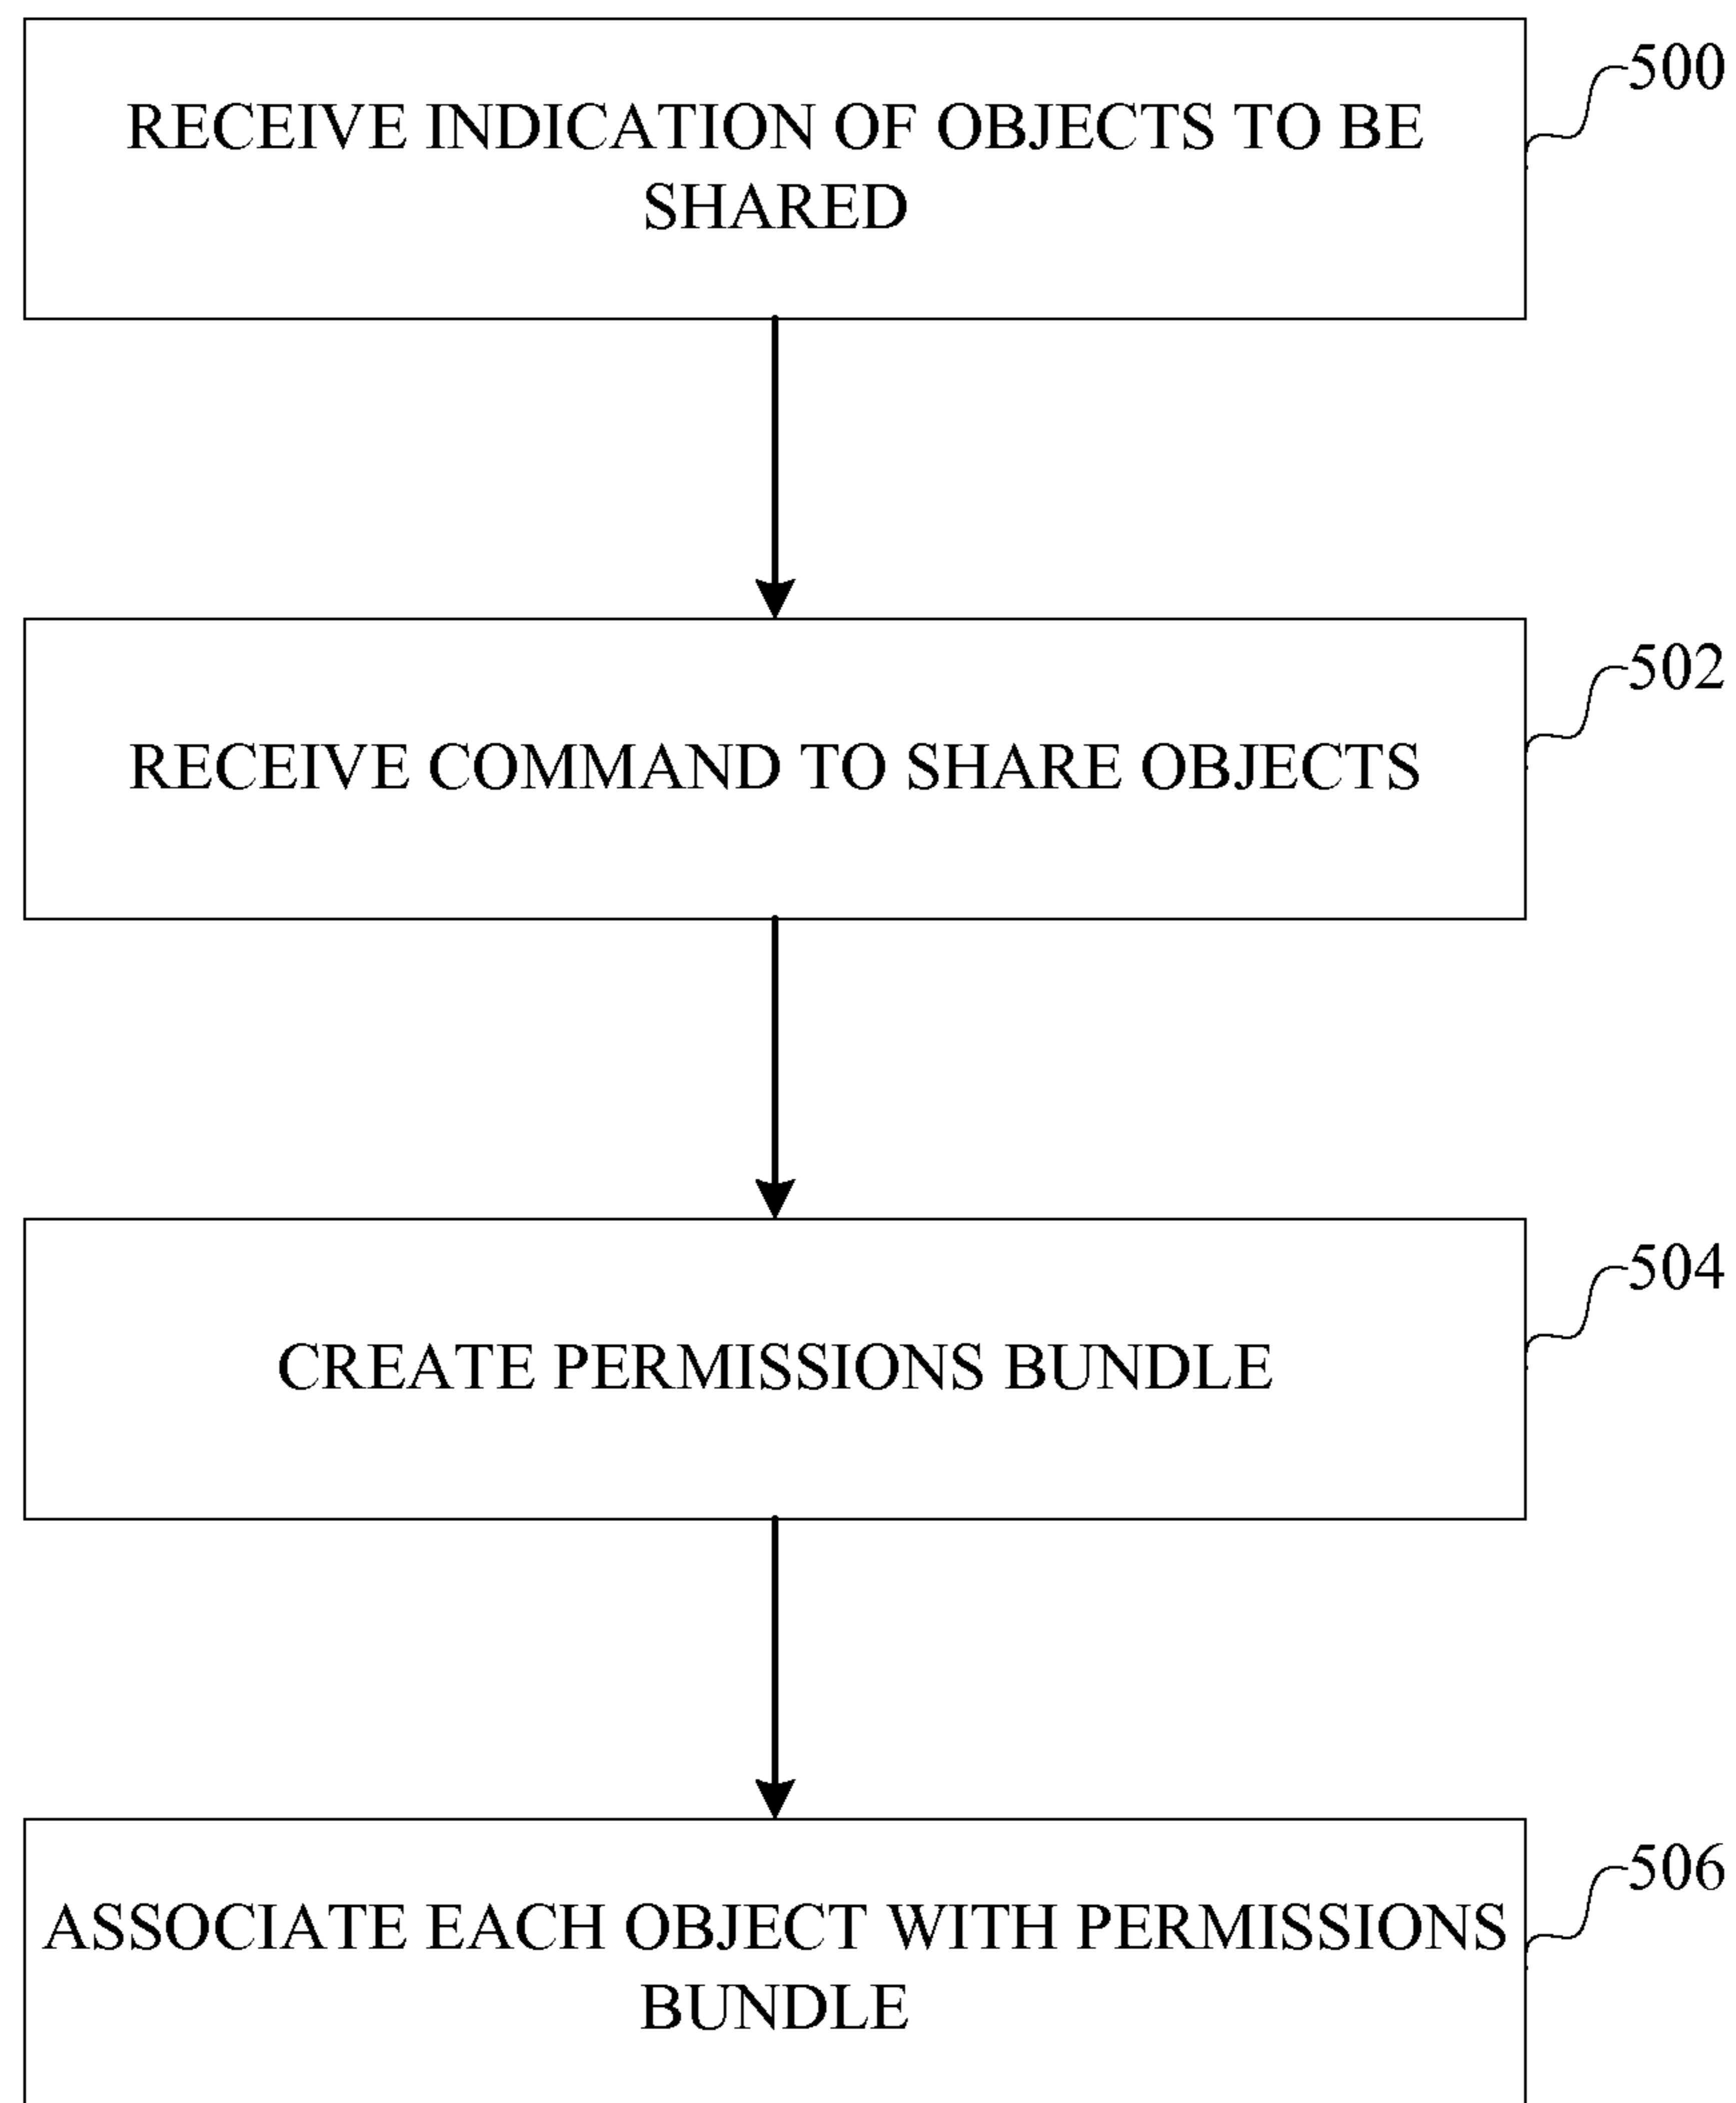 500
RECEIVE INDICATION OF OBJECTS TO BE
SHARED
502
RECEIVE COMMAND TO SHARE OBJECTS
504
CREATE PERMISSIONS BUNDLE
506
ASSOCIATE EACH OBJECT WITH PERMISSIONS
BUNDLE